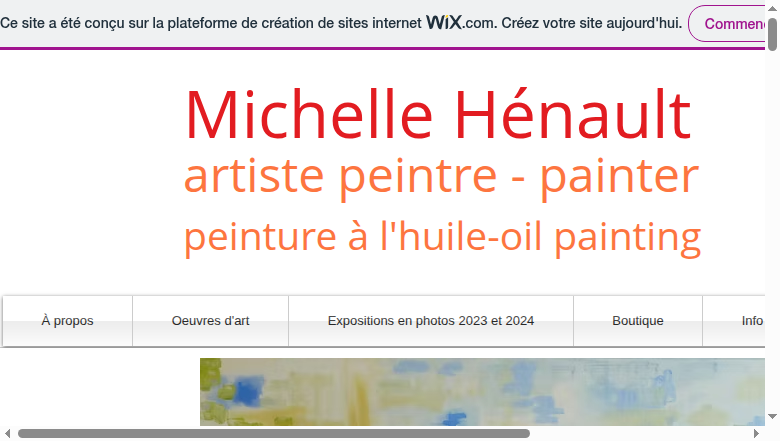 Ce site a été conçu sur la plateforme de création de sites internet WiX.com. Créez votre site aujourd'hui. Commen
Michelle Hénault
artiste peintre - painter
peinture à l'huile-oil painting
À propos Oeuvres d'art Expositions en photos 2023 et 2024 Boutique Info